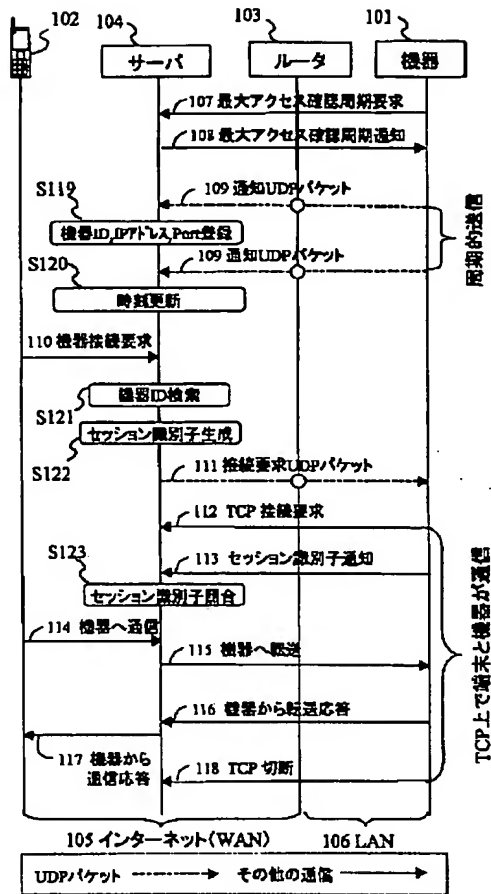 102
104
103
101
サーバ
ルータ
機器
107 最大アクセス確認周期要求
108 最大アクセス確認周期通知
S119
109 通知UDPパケット
機器ID,IPアドレス,Port登録
S120
109 通知UDPパケット
周期的送信
時刻更新
110 機器接続要求
機器ID検索
S121
セッション識別子生成
S122
111 接続要求UDPパケット
112 TCP 接続要求
S123
113 セッション識別子通知
セッション識別子照合
114 機器へ通信
115 機器へ転送
116 機器から転送応答
117 機器から
通信応答
118 TCP 切断
TCP上で端末と機器が通信
105 インターネット(WAN)
106 LAN
UDPパケット
その他の通信